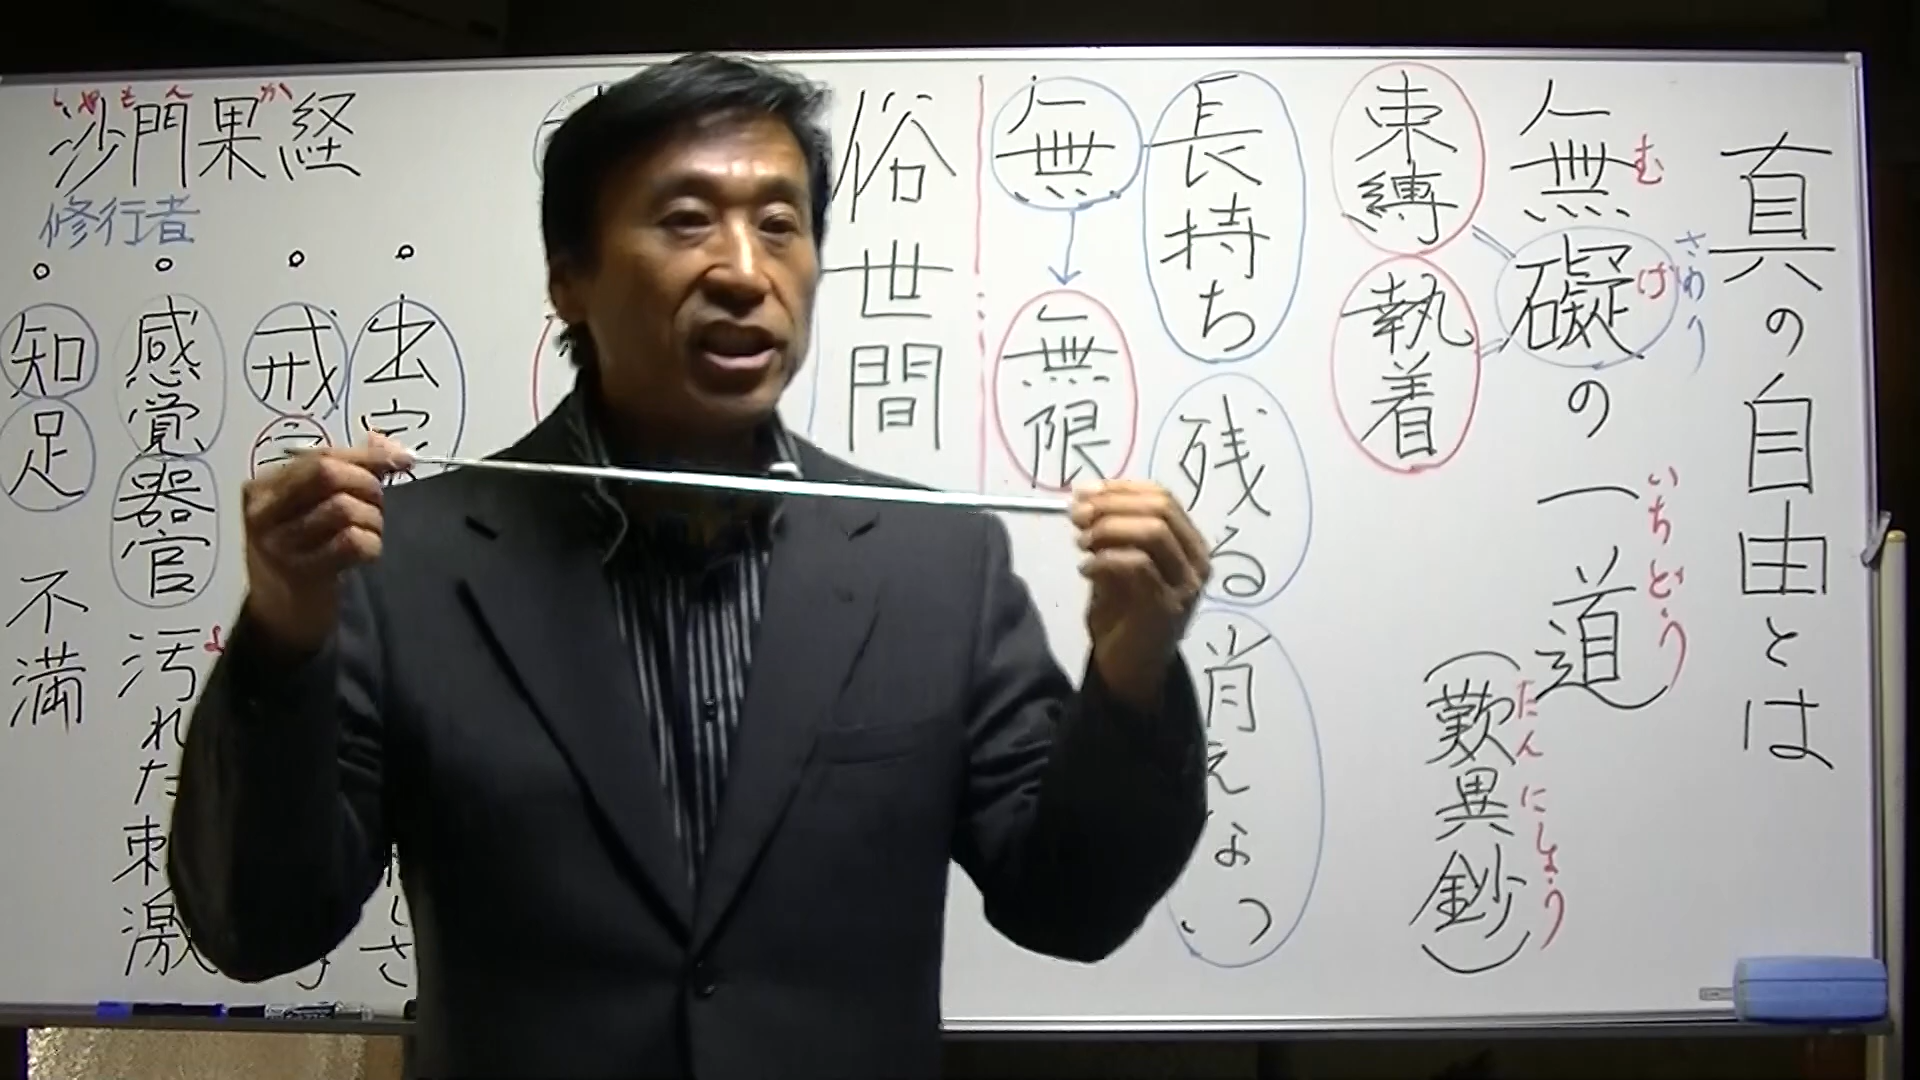 真の自由とは
無礙の一道
むげ
いちどう
さわり
(歎異鈔)
たんにしょう
束縛
執着
長持ち
残る
消えない
無
無限
俗世間
沙門果経
しゃもんか
修行者
出家
戒
感覚器官
汚れた刺激
よ
知足
不満